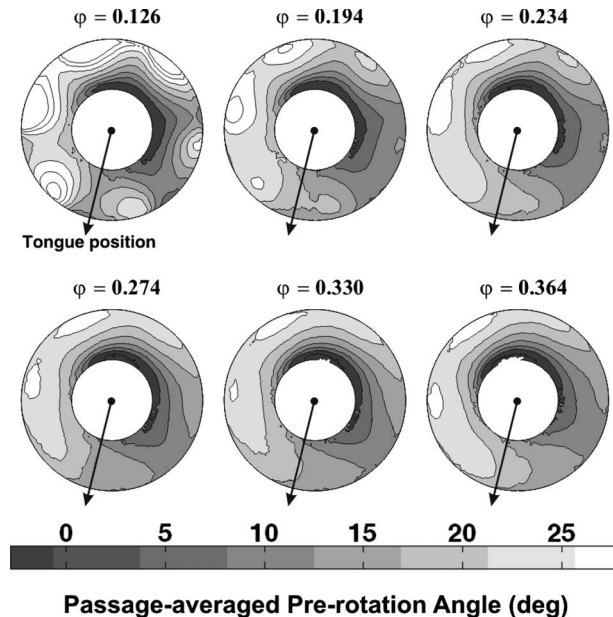 φ = 0.126 φ = 0.194 φ = 0.234
Tongue position
φ = 0.274 φ = 0.330 φ = 0.364
0 5 10 15 20 25
Passage-averaged Pre-rotation Angle (deg)